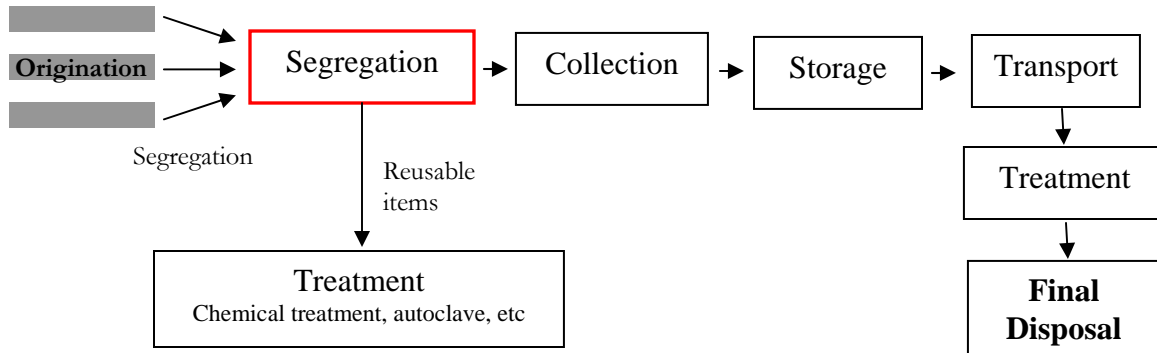 Origination
Segregation
Collection
Storage
Transport
Segregation
Reusable
items
Treatment
Treatment
Chemical treatment, autoclave, etc
Final
Disposal